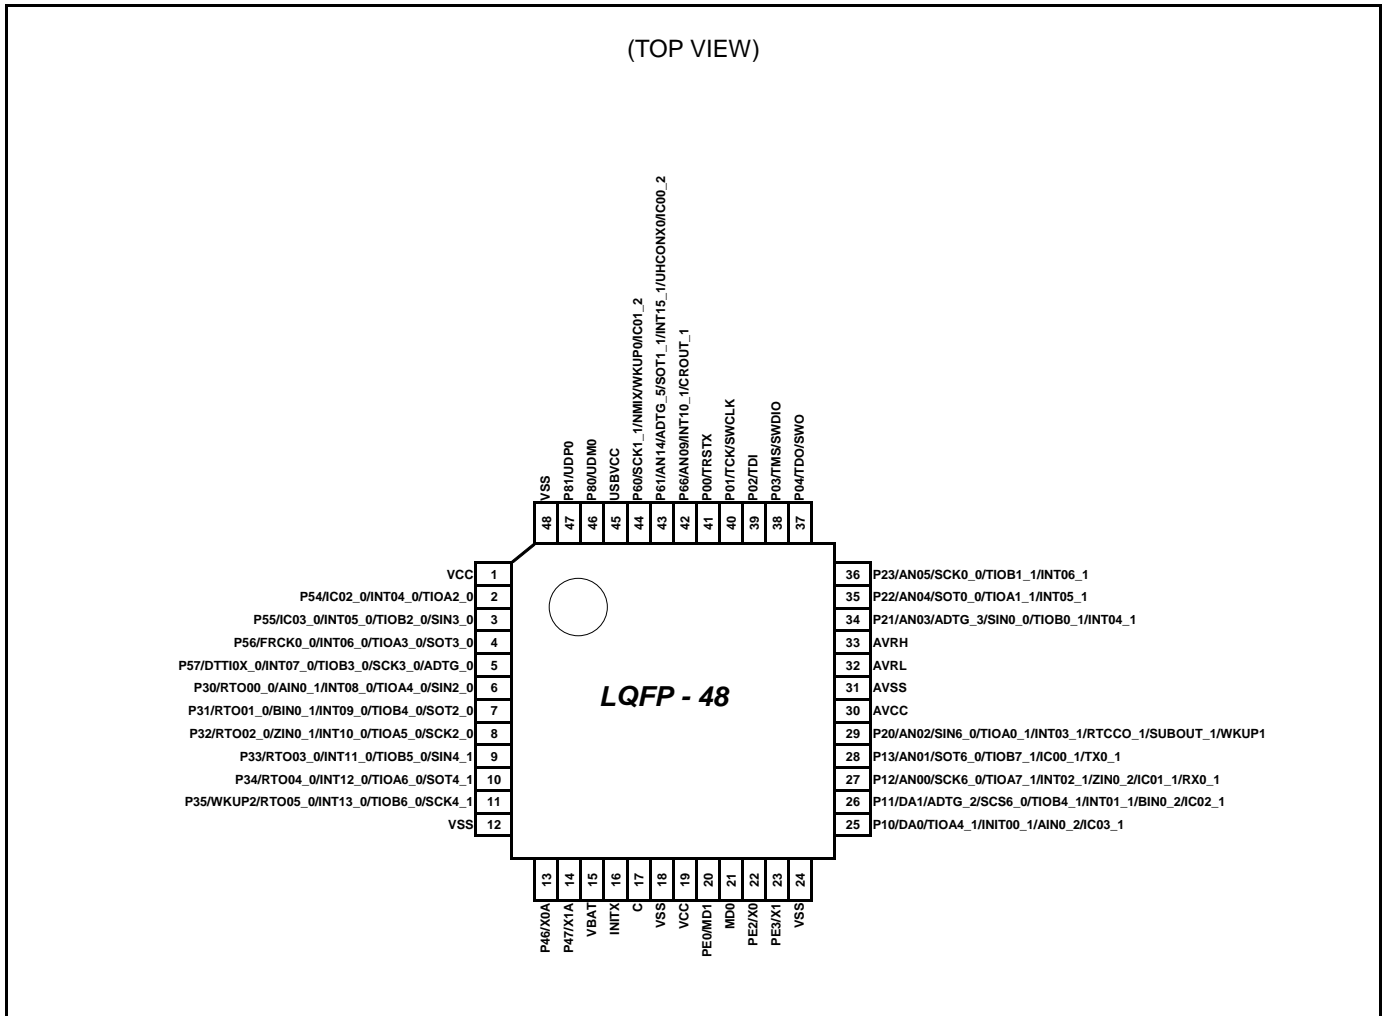 (TOP VIEW)
VSS
P81/UDP0
P80/UDM0
USBVCC
P60/SCK1_1/NMIX/WKUP0/IC01_2
P61/AN14/ADTG_5/SOT1_1/INT15_1/UHCONX0/IC00_2
P66/AN09/INT10_1/CROUT_1
P00/TRSTX
P01/TCK/SWCLK
P02/TDI
P03/TMS/SWDIO
P04/TDO/SWO
48
47
46
45
44
43
42
41
40
39
38
37
VCC 1
P54/IC02_0/INT04_0/TIOA2_0 2
P55/IC03_0/INT05_0/TIOB2_0/SIN3_0 3
P56/FRCK0_0/INT06_0/TIOA3_0/SOT3_0 4
P57/DTTI0X_0/INT07_0/TIOB3_0/SCK3_0/ADTG_0 5
P30/RTO00_0/AIN0_1/INT08_0/TIOA4_0/SIN2_0 6
P31/RTO01_0/BIN0_1/INT09_0/TIOB4_0/SOT2_0 7
P32/RTO02_0/ZIN0_1/INT10_0/TIOA5_0/SCK2_0 8
P33/RTO03_0/INT11_0/TIOB5_0/SIN4_1 9
P34/RTO04_0/INT12_0/TIOA6_0/SOT4_1 10
P35/WKUP2/RTO05_0/INT13_0/TIOB6_0/SCK4_1 11
VSS 12
LQFP - 48
36 P23/AN05/SCK0_0/TIOB1_1/INT06_1
35 P22/AN04/SOT0_0/TIOA1_1/INT05_1
34 P21/AN03/ADTG_3/SIN0_0/TIOB0_1/INT04_1
33 AVRH
32 AVRL
31 AVSS
30 AVCC
29 P20/AN02/SIN6_0/TIOA0_1/INT03_1/RTCCO_1/SUBOUT_1/WKUP1
28 P13/AN01/SOT6_0/TIOB7_1/IC00_1/TX0_1
27 P12/AN00/SCK6_0/TIOA7_1/INT02_1/ZIN0_2/IC01_1/RX0_1
26 P11/DA1/ADTG_2/SCS6_0/TIOB4_1/INT01_1/BIN0_2/IC02_1
25 P10/DA0/TIOA4_1/INIT00_1/AIN0_2/IC03_1
13
14
15
16
17
18
19
20
21
22
23
24
P46/X0A
P47/X1A
VBAT
INITX
C
VSS
VCC
PE0/MD1
MD0
PE2/X0
PE3/X1
VSS